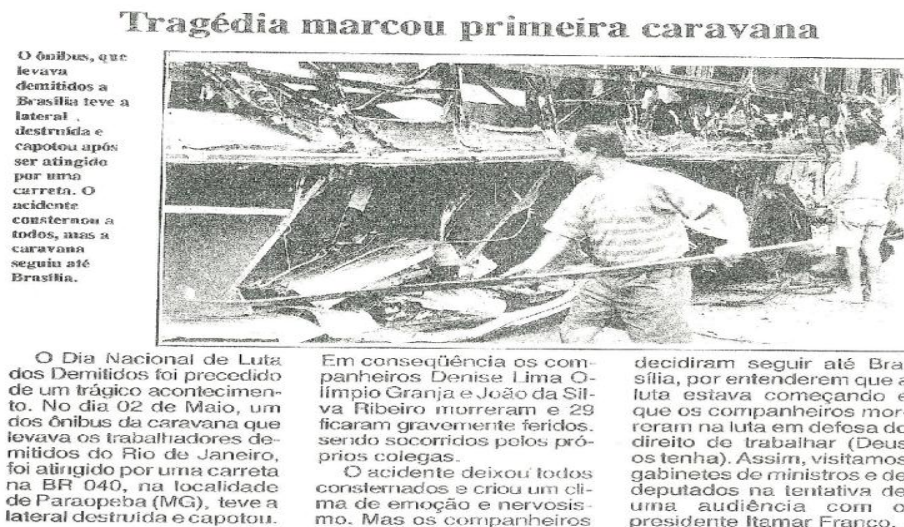 Tragédia marcou primeira caravana
O ônibus, que
levava
demitidos a
Brasília teve a
lateral
destruída e
capotou após
ser atingido
por uma
carreta. O
acidente
consternou a
todos, mas a
caravana
seguiu até
Brasília.
O Dia Nacional de Luta
dos Demitidos foi precedido
de um trágico acontecimen-
to. No dia 02 de Maio, um
dos ônibus da caravana que
levava os trabalhadores de-
mitidos do Rio de Janeiro,
foi atingido por uma carreta
na BR 040, na localidade
de Paraopeba (MG), teve a
lateral destruída e capotou.
Em conseqüência os com-
panheiros Denise Lima O-
límpio Granja e João da Sil-
va Ribeiro morreram e 29
ficaram gravemente feridos.
sendo socorridos pelos pró-
prios colegas.
O acidente deixou todos
consternados e criou um cli-
ma de emoção e nervosis-
mo. Mas os companheiros
decidiram seguir até Bra
sília, por entenderem que a
luta estava começando e
que os companheiros mor-
roram na luta em defesa do
direito de trabalhar (Deus
os tenha). Assim, visitamos
gabinetes de ministros e de
deputados na tentativa de
uma audiência com o
presidente Itamar Franco.